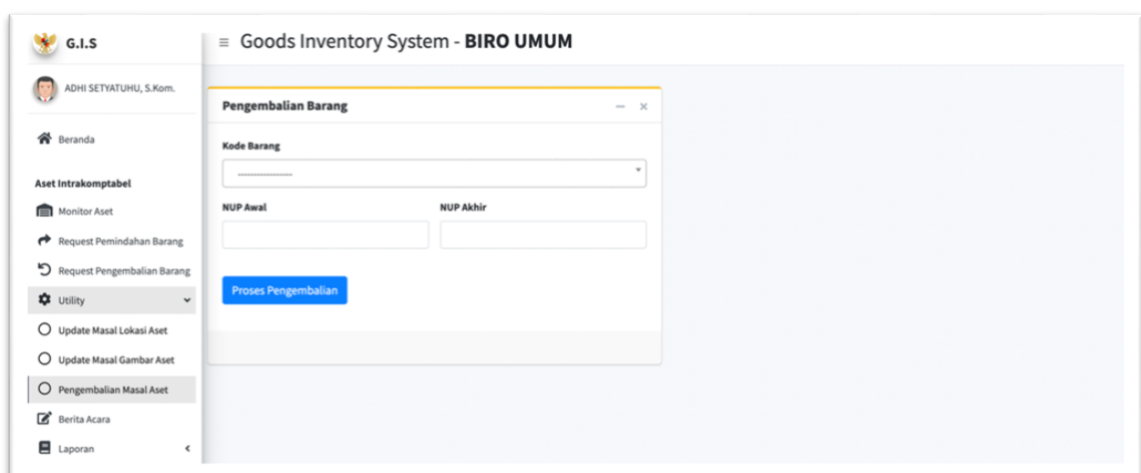 G.I.S
Goods Inventory System - BIRO UMUM
ADHI SETYATUHU, S.Kom.
Beranda
Aset Intrakomptabel
Monitor Aset
Request Pemindahan Barang
Request Pengembalian Barang
Utility
Update Masal Lokasi Aset
Update Masal Gambar Aset
Pengembalian Masal Aset
Berita Acara
Laporan
Pengembalian Barang
Kode Barang
----------
NUP Awal NUP Akhir
Proses Pengembalian